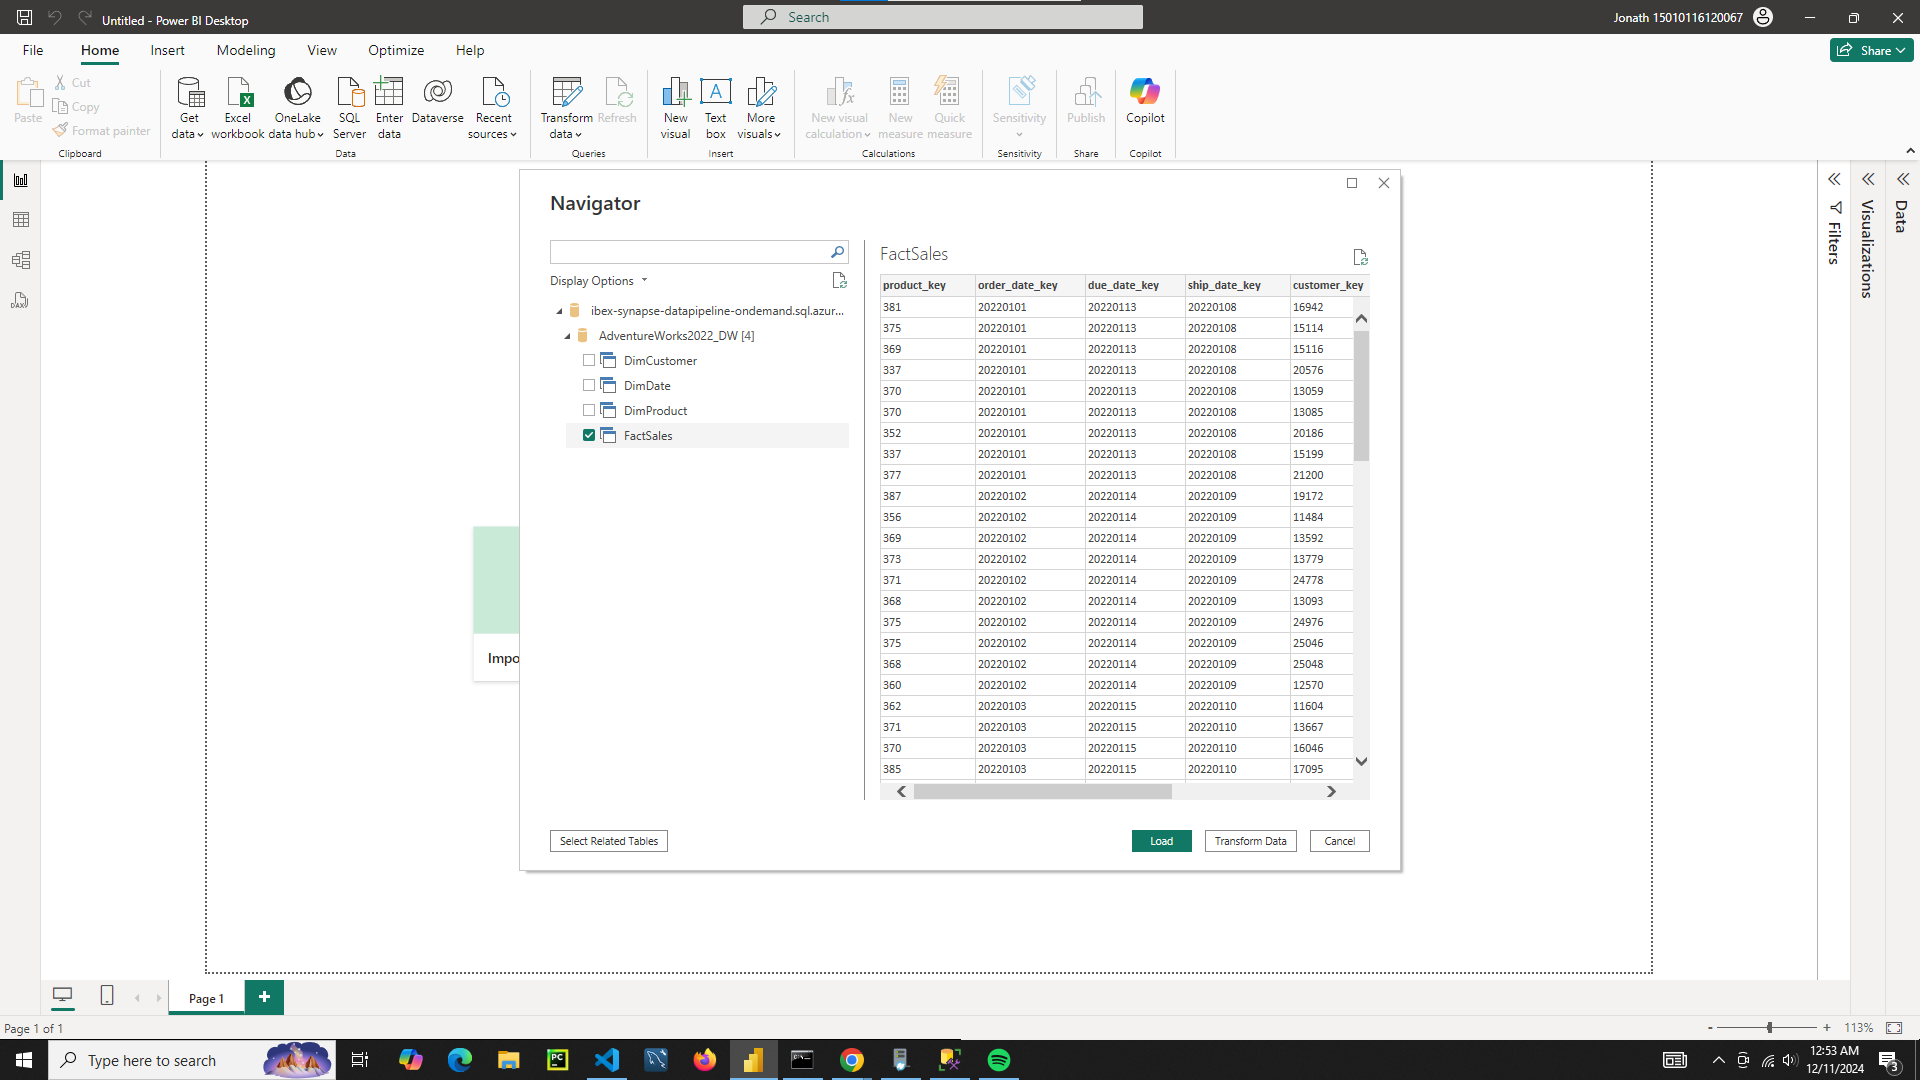 Untitled - Power BI Desktop
Search
Jonath 15010116120067
File Home Insert Modeling View Optimize Help
Share
Paste
Cut
Copy
Format painter
Clipboard
Get data
Excel workbook
OneLake data hub
SQL Server
Enter data
Dataverse
Recent sources
Data
Transform data
Refresh
Queries
New visual
Text box
More visuals
Insert
New visual calculation
New measure
Quick measure
Calculations
Sensitivity
Sensitivity
Publish
Share
Copilot
Copilot
Filters
Visualizations
Data
Impo
Navigator
Display Options
ibex-synapse-datapipeline-ondemand.sql.azur...
AdventureWorks2022_DW [4]
DimCustomer
DimDate
DimProduct
FactSales
FactSales
product_key order_date_key due_date_key ship_date_key customer_key
381 20220101 20220113 20220108 16942
375 20220101 20220113 20220108 15114
369 20220101 20220113 20220108 15116
337 20220101 20220113 20220108 20576
370 20220101 20220113 20220108 13059
370 20220101 20220113 20220108 13085
352 20220101 20220113 20220108 20186
337 20220101 20220113 20220108 15199
377 20220101 20220113 20220108 21200
387 20220102 20220114 20220109 19172
356 20220102 20220114 20220109 11484
369 20220102 20220114 20220109 13592
373 20220102 20220114 20220109 13779
371 20220102 20220114 20220109 24778
368 20220102 20220114 20220109 13093
375 20220102 20220114 20220109 24976
375 20220102 20220114 20220109 25046
368 20220102 20220114 20220109 25048
360 20220102 20220114 20220109 12570
362 20220103 20220115 20220110 11604
371 20220103 20220115 20220110 13667
370 20220103 20220115 20220110 16046
385 20220103 20220115 20220110 17095
Select Related Tables
Load
Transform Data
Cancel
Page 1
Page 1 of 1
- + 113%
Type here to search
12:53 AM
12/11/2024
3